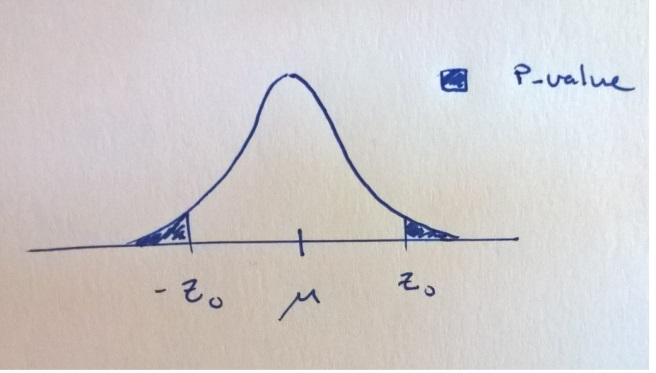 P-value
- z₀ μ z₀